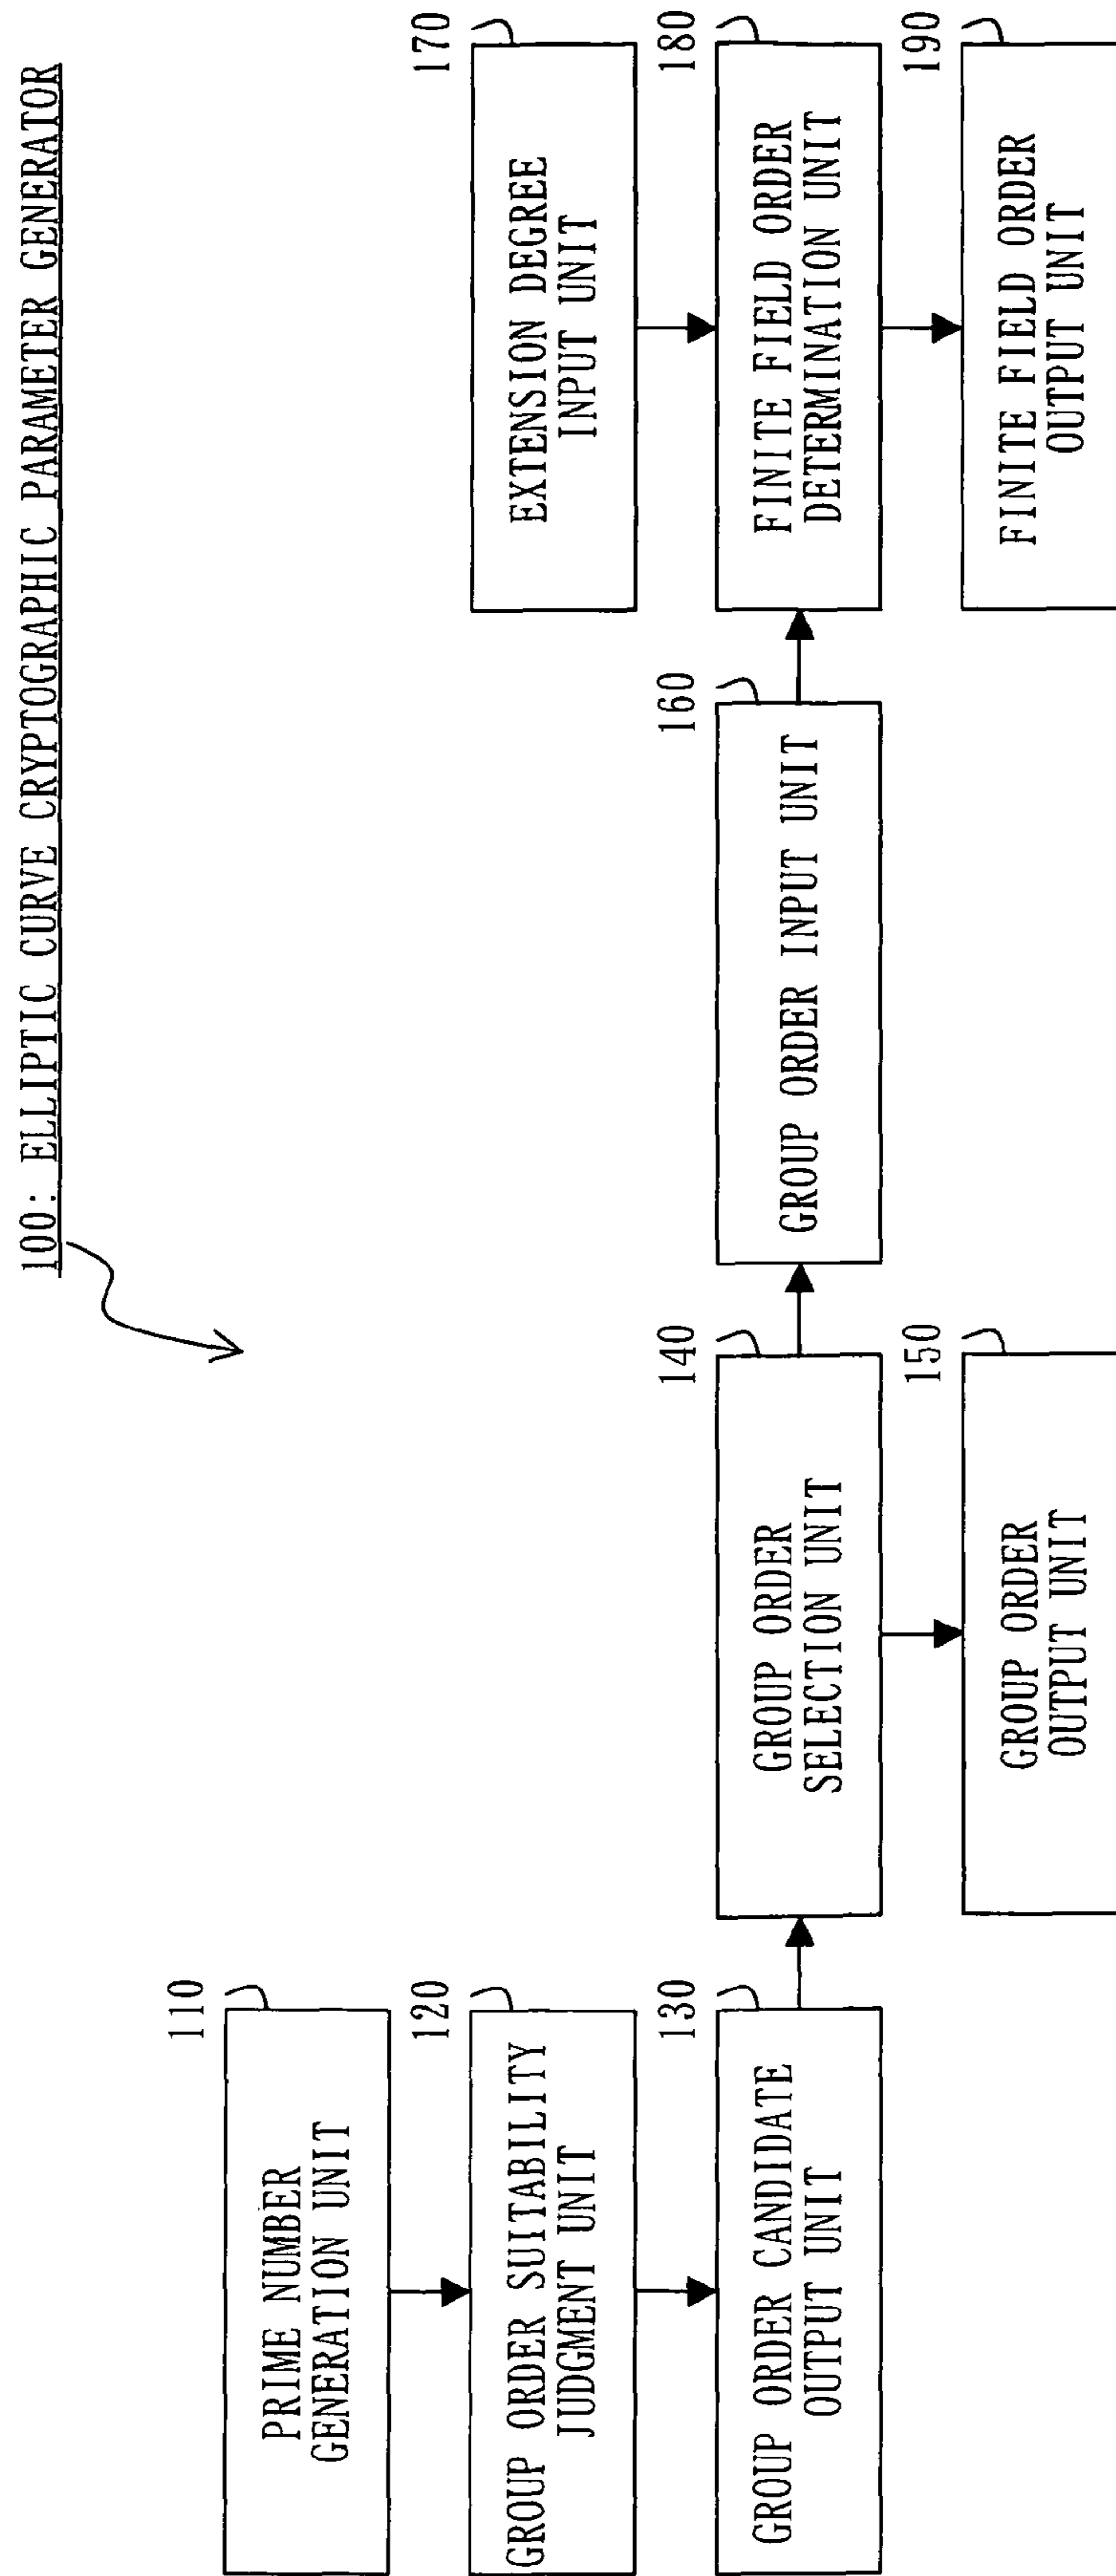 100: ELLIPTIC CURVE CRYPTOGRAPHIC PARAMETER GENERATOR
110
PRIME NUMBER
GENERATION UNIT
120
GROUP ORDER SUITABILITY
JUDGMENT UNIT
130
GROUP ORDER CANDIDATE
OUTPUT UNIT
140
GROUP ORDER
SELECTION UNIT
150
GROUP ORDER
OUTPUT UNIT
160
GROUP ORDER INPUT UNIT
170
EXTENSION DEGREE
INPUT UNIT
180
FINITE FIELD ORDER
DETERMINATION UNIT
190
FINITE FIELD ORDER
OUTPUT UNIT